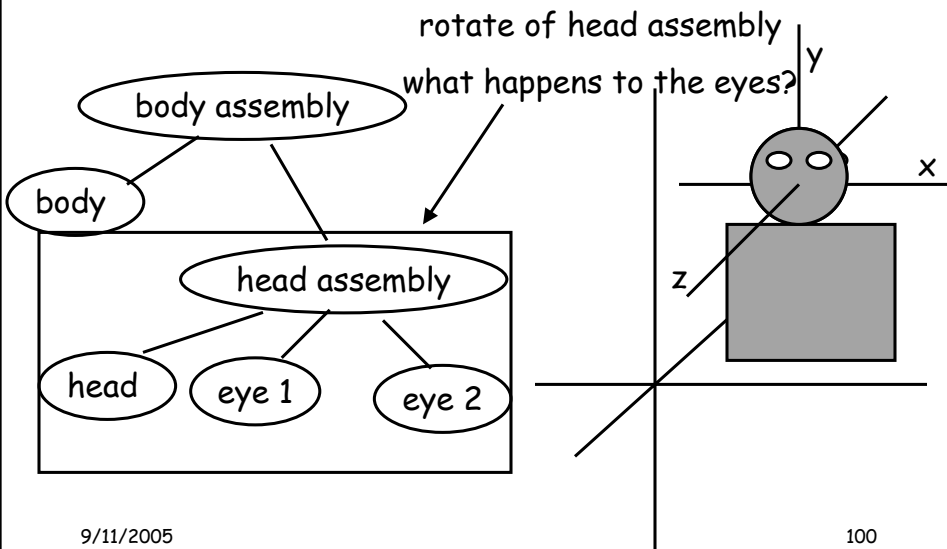 rotate of head assembly
what happens to the eyes?
y
body assembly
x
body
head assembly
z
head
eye 1
eye 2
9/11/2005
100